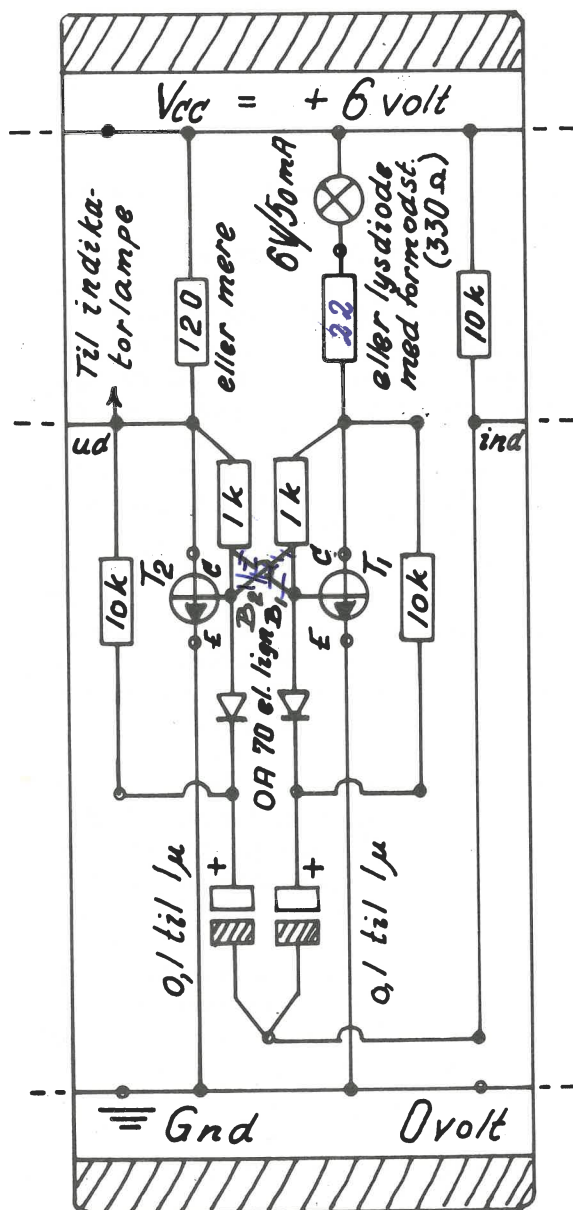 Vcc = + 6 volt
Til indika-
torlampe
120
eller mere
6V/50mA
22
eller lysdiode
med formodst.
(330 Ω)
10k
ud
ind
1k
1k
10k
T2
C
E
B2
B1
C
E
T1
10k
OA 70 el. lign
+
+
0,1 til 1µ
0,1 til 1µ
Gnd
0volt